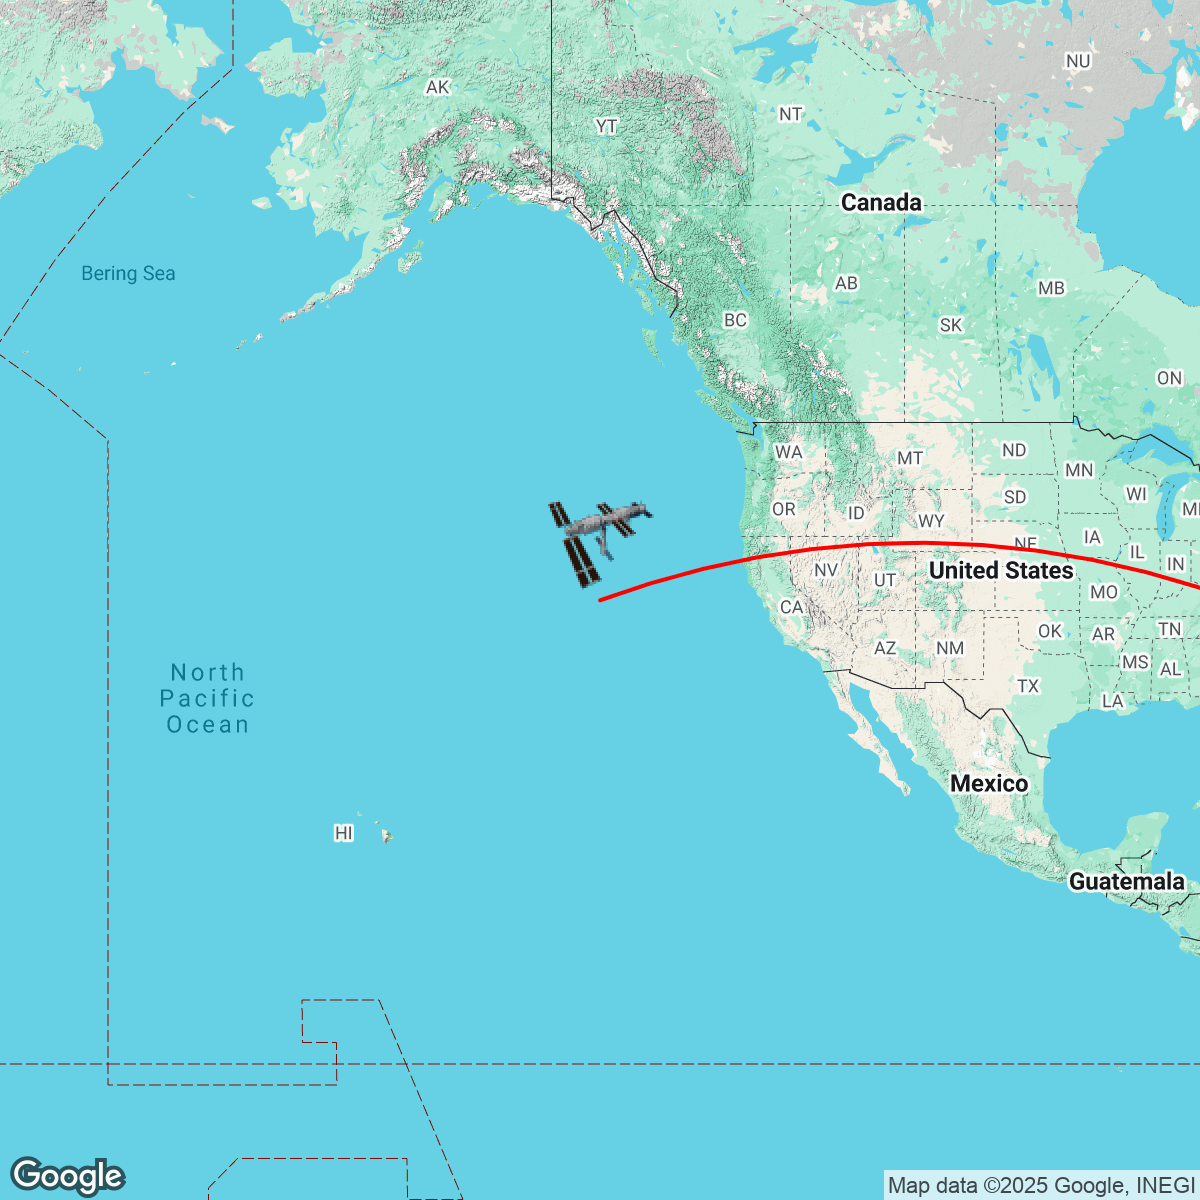 NU
AK
NT
YT
Canada
Bering Sea
AB
MB
SK
BC
ON
WA
MT
ND
MN
SD
WI
MI
OR
ID
WY
IA
NE
IL
IN
United States
NV
UT
MO
CA
OK
AR
TN
AZ
NM
MS
AL
North
Pacific
Ocean
TX
LA
Mexico
HI
Guatemala
Google
Map data ©2025 Google, INEGI